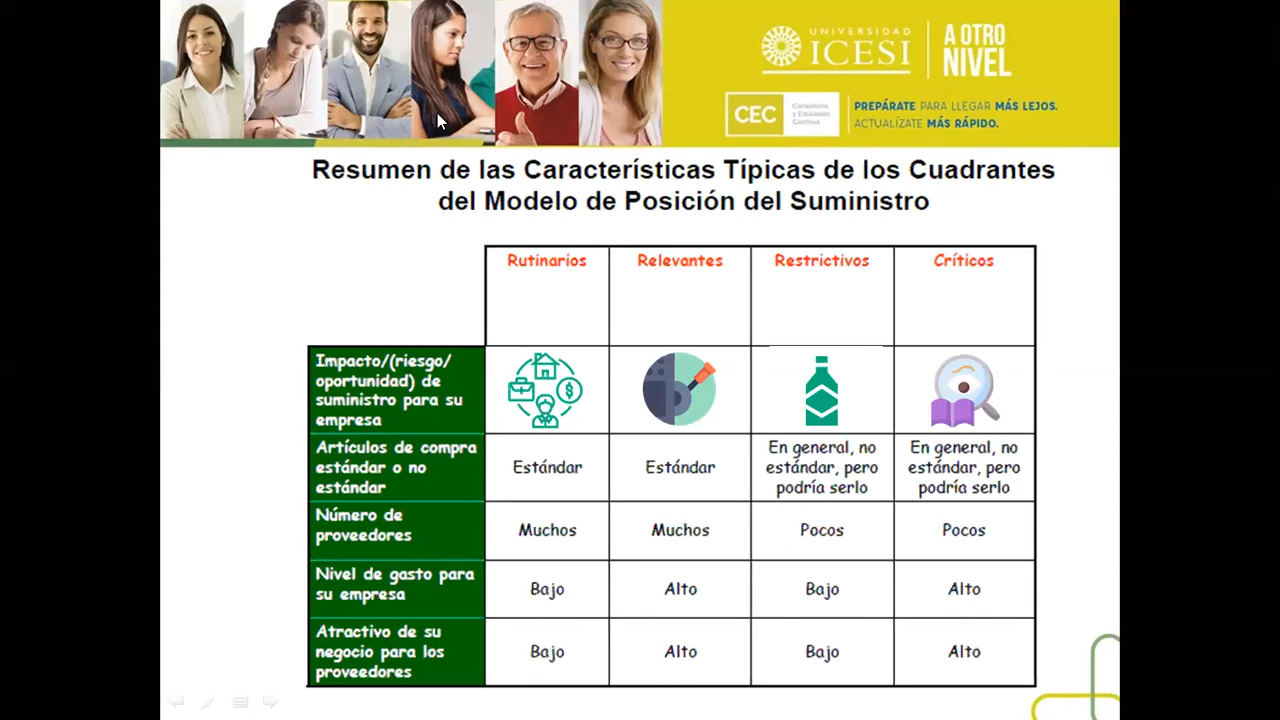 UNIVERSIDAD
ICESI
A OTRO
NIVEL
CEC
Consultoría
y Educación
Continua
PREPÁRATE PARA LLEGAR MÁS LEJOS.
ACTUALÍZATE MÁS RÁPIDO.
Resumen de las Características Típicas de los Cuadrantes
del Modelo de Posición del Suministro
Rutinarios
Relevantes
Restrictivos
Críticos
Impacto/(riesgo/
oportunidad) de
suministro para su
empresa
Artículos de compra
estándar o no
estándar
Estándar
Estándar
En general, no
estándar, pero
podría serlo
En general, no
estándar, pero
podría serlo
Número de
proveedores
Muchos
Muchos
Pocos
Pocos
Nivel de gasto para
su empresa
Bajo
Alto
Bajo
Alto
Atractivo de su
negocio para los
proveedores
Bajo
Alto
Bajo
Alto